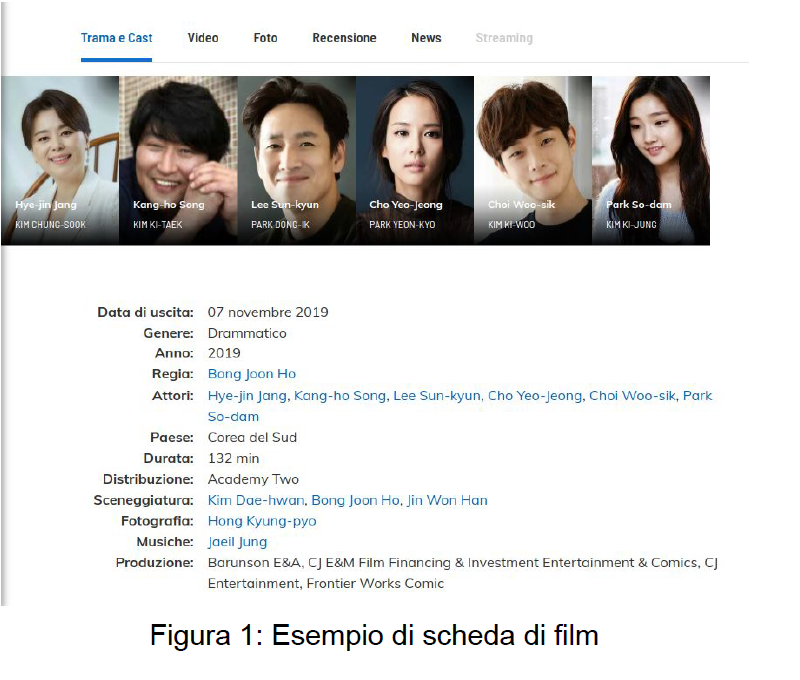 Trama e Cast Video Foto Recensione News Streaming
Hye-jin Jang Kang-ho Song Lee Sun-kyun Cho Yeo-jeong Choi Woo-sik Park So-dam
KIM CHUNG-SOOK KIM KI-TAEK PARK DONG-IK PARK YEON-KYO KIM KI-WOO KIM KI-JUNG
Data di uscita: 07 novembre 2019
Genere: Drammatico
Anno: 2019
Regia: Bong Joon Ho
Attori: Hye-jin Jang, Kang-ho Song, Lee Sun-kyun, Cho Yeo-jeong, Choi Woo-sik, Park
So-dam
Paese: Corea del Sud
Durata: 132 min
Distribuzione: Academy Two
Sceneggiatura: Kim Dae-hwan, Bong Joon Ho, Jin Won Han
Fotografia: Hong Kyung-pyo
Musiche: Jaeil Jung
Produzione: Barunson E&A, CJ E&M Film Financing & Investment Entertainment & Comics, CJ
Entertainment, Frontier Works Comic
Figura 1: Esempio di scheda di film